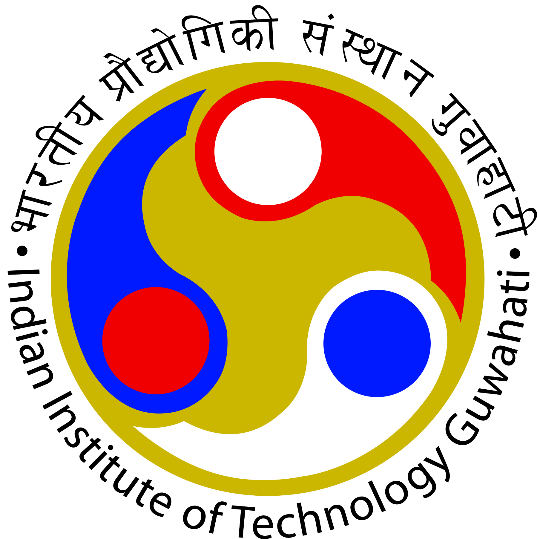 भारतीय प्रौद्योगिकी संस्थान गुवाहाटी
Indian Institute of Technology Guwahati